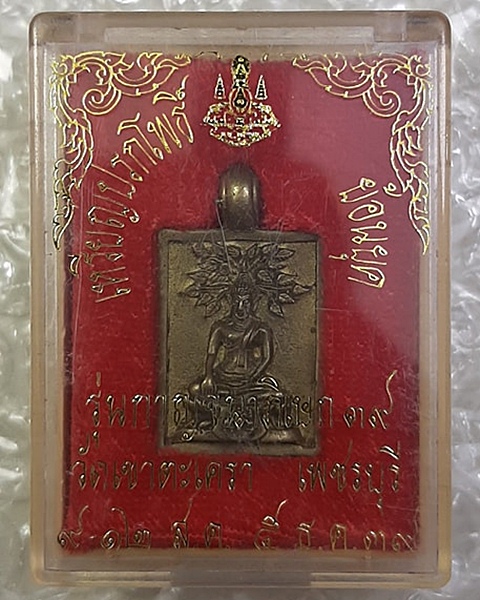 เหรียญปรกโพธิ์
ย้อนยุค
รุ่นกาญจนาภิเษก ๓๙
วัดเขาตะเครา เพชรบุรี
๙ ๑๒ ส.ค. ๕ ธ.ค. ๓๙